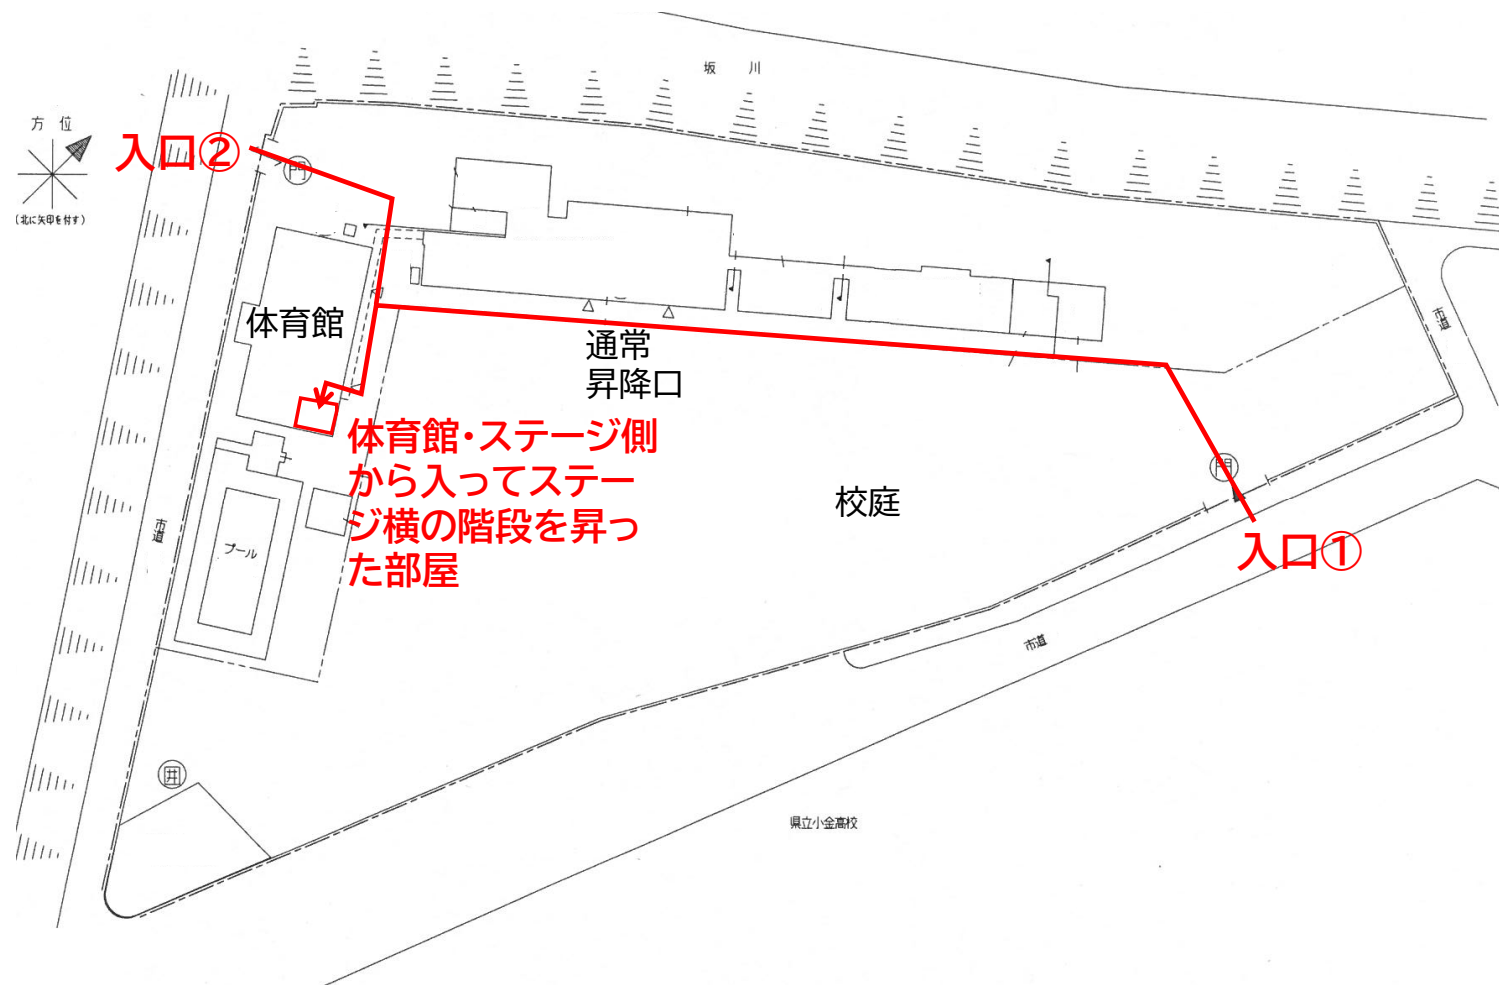 坂 川
方 位
入口②
門
(北に矢印を付す)
体育館
通常
昇降口
市道
体育館・ステージ側
から入ってステー
ジ横の階段を昇っ
た部屋
門
校庭
入口①
市道
プール
市道
井
県立小金高校